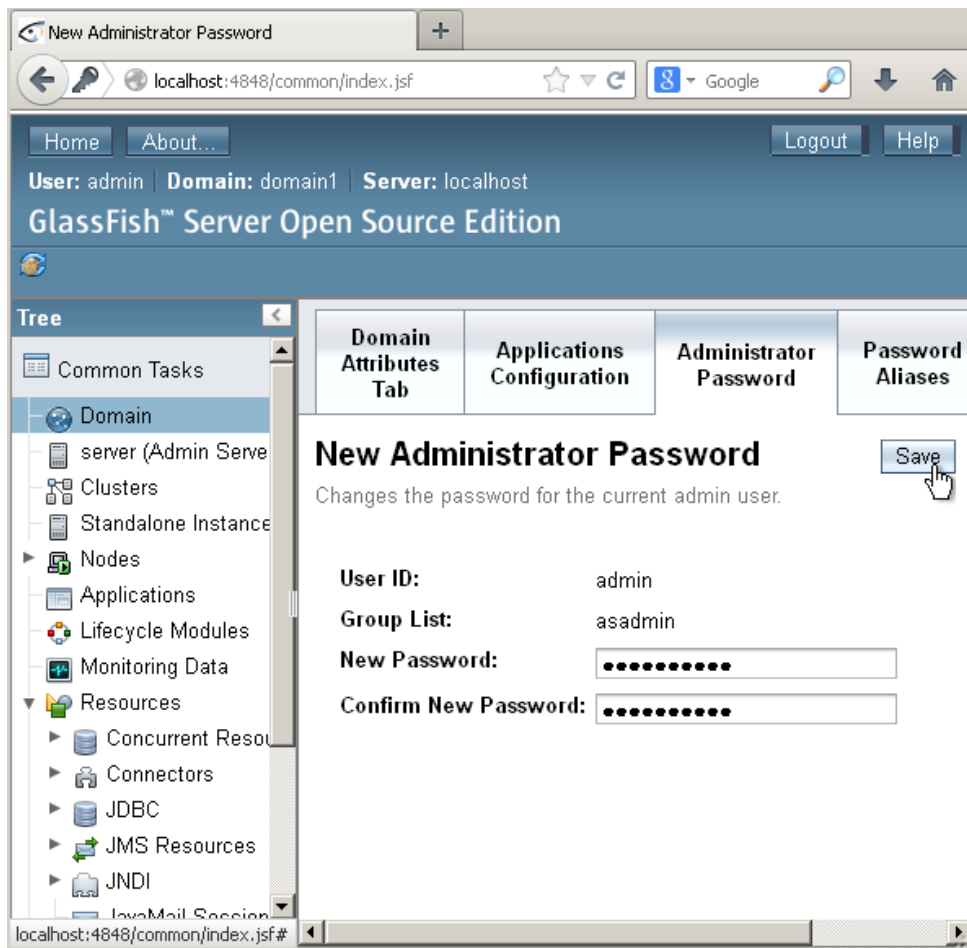 New Administrator Password
+
localhost:4848/common/index.jsf
8 Google
Home About... Logout Help
User: admin Domain: domain1 Server: localhost
GlassFish™ Server Open Source Edition
Tree
Common Tasks
Domain
server (Admin Serve
Clusters
Standalone Instance
Nodes
Applications
Lifecycle Modules
Monitoring Data
Resources
Concurrent Resou
Connectors
JDBC
JMS Resources
JNDI
JavaMail Session
localhost:4848/common/index.jsf#
Domain Attributes Tab
Applications Configuration
Administrator Password
Password Aliases
New Administrator Password
Save
Changes the password for the current admin user.
User ID: admin
Group List: asadmin
New Password: ●●●●●●●●●●
Confirm New Password: ●●●●●●●●●●